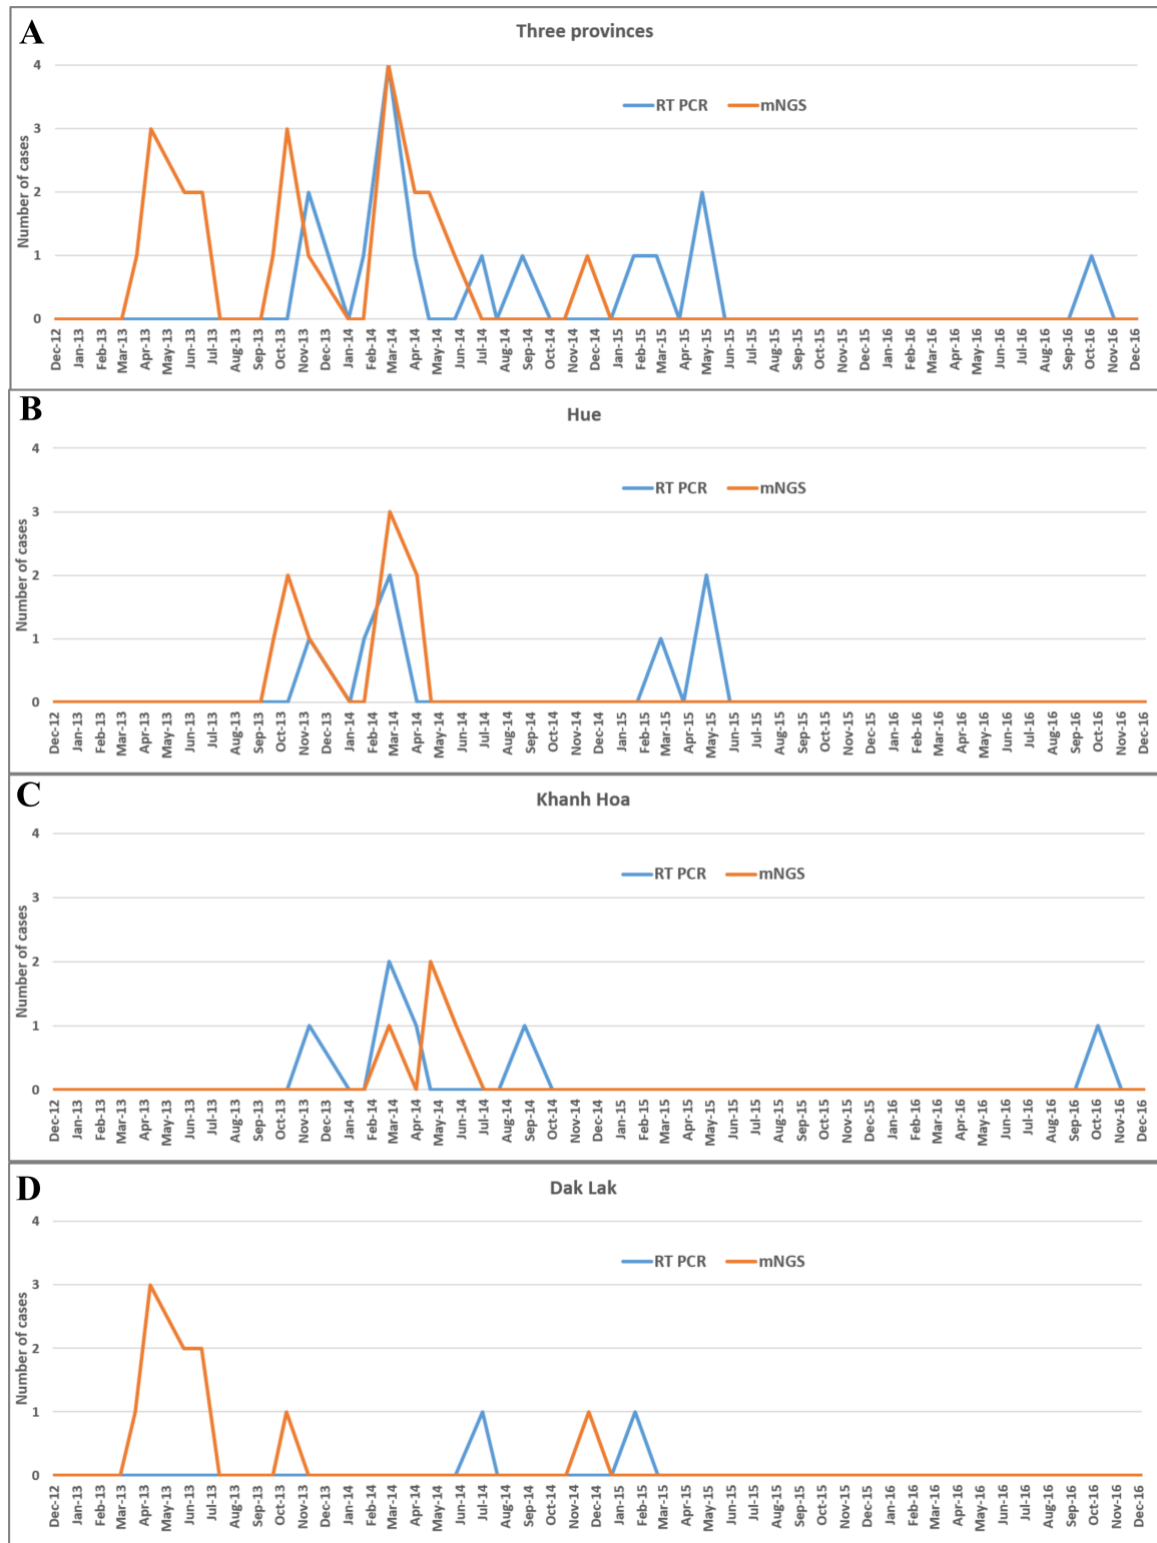 A
Three provinces
RT PCR mNGS
Number of cases
4
3
2
1
0
Dec-12 Jan-13 Feb-13 Mar-13 Apr-13 May-13 Jun-13 Jul-13 Aug-13 Sep-13 Oct-13 Nov-13 Dec-13 Jan-14 Feb-14 Mar-14 Apr-14 May-14 Jun-14 Jul-14 Aug-14 Sep-14 Oct-14 Nov-14 Dec-14 Jan-15 Feb-15 Mar-15 Apr-15 May-15 Jun-15 Jul-15 Aug-15 Sep-15 Oct-15 Nov-15 Dec-15 Jan-16 Feb-16 Mar-16 Apr-16 May-16 Jun-16 Jul-16 Aug-16 Sep-16 Oct-16 Nov-16 Dec-16
B
Hue
RT PCR mNGS
Number of cases
4
3
2
1
0
Dec-12 Jan-13 Feb-13 Mar-13 Apr-13 May-13 Jun-13 Jul-13 Aug-13 Sep-13 Oct-13 Nov-13 Dec-13 Jan-14 Feb-14 Mar-14 Apr-14 May-14 Jun-14 Jul-14 Aug-14 Sep-14 Oct-14 Nov-14 Dec-14 Jan-15 Feb-15 Mar-15 Apr-15 May-15 Jun-15 Jul-15 Aug-15 Sep-15 Oct-15 Nov-15 Dec-15 Jan-16 Feb-16 Mar-16 Apr-16 May-16 Jun-16 Jul-16 Aug-16 Sep-16 Oct-16 Nov-16 Dec-16
C
Khanh Hoa
RT PCR mNGS
Number of cases
4
3
2
1
0
Dec-12 Jan-13 Feb-13 Mar-13 Apr-13 May-13 Jun-13 Jul-13 Aug-13 Sep-13 Oct-13 Nov-13 Dec-13 Jan-14 Feb-14 Mar-14 Apr-14 May-14 Jun-14 Jul-14 Aug-14 Sep-14 Oct-14 Nov-14 Dec-14 Jan-15 Feb-15 Mar-15 Apr-15 May-15 Jun-15 Jul-15 Aug-15 Sep-15 Oct-15 Nov-15 Dec-15 Jan-16 Feb-16 Mar-16 Apr-16 May-16 Jun-16 Jul-16 Aug-16 Sep-16 Oct-16 Nov-16 Dec-16
D
Dak Lak
RT PCR mNGS
Number of cases
4
3
2
1
0
Dec-12 Jan-13 Feb-13 Mar-13 Apr-13 May-13 Jun-13 Jul-13 Aug-13 Sep-13 Oct-13 Nov-13 Dec-13 Jan-14 Feb-14 Mar-14 Apr-14 May-14 Jun-14 Jul-14 Aug-14 Sep-14 Oct-14 Nov-14 Dec-14 Jan-15 Feb-15 Mar-15 Apr-15 May-15 Jun-15 Jul-15 Aug-15 Sep-15 Oct-15 Nov-15 Dec-15 Jan-16 Feb-16 Mar-16 Apr-16 May-16 Jun-16 Jul-16 Aug-16 Sep-16 Oct-16 Nov-16 Dec-16